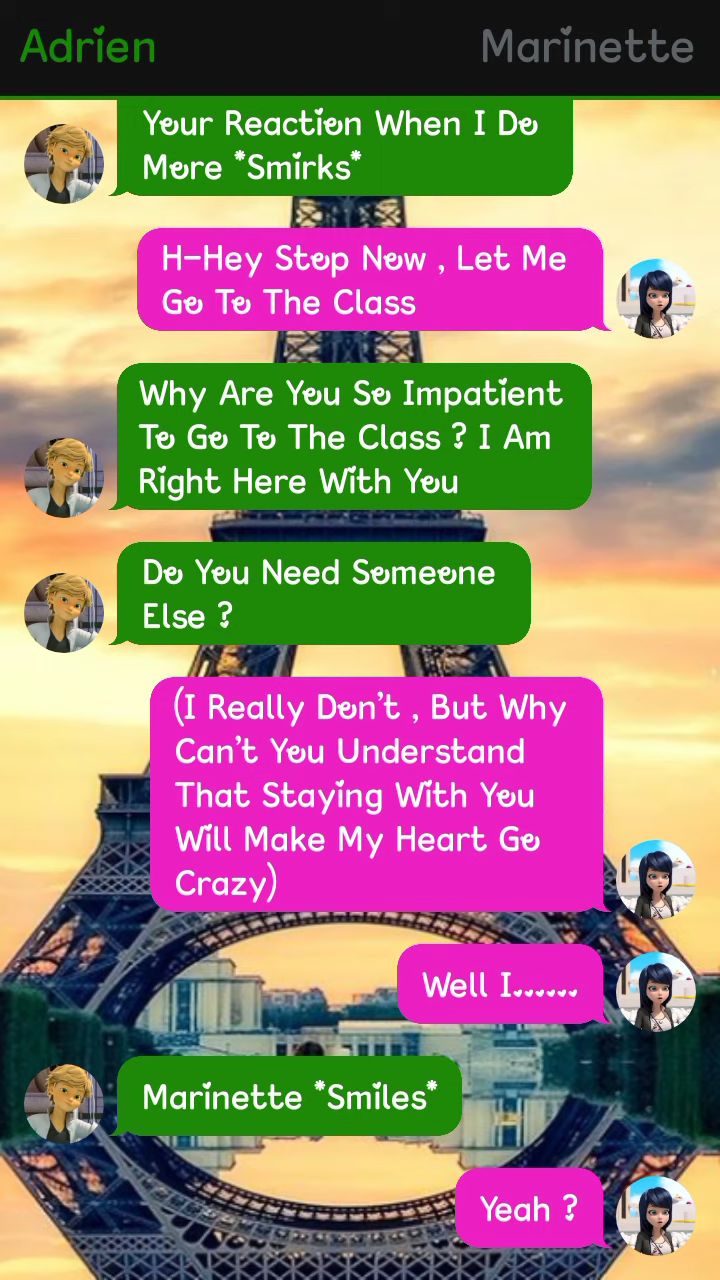 Adrien
Marinette
Your Reaction When I Do
More *Smirks*
H-Hey Stop Now , Let Me
Go To The Class
Why Are You So Impatient
To Go To The Class ? I Am
Right Here With You
Do You Need Someone
Else ?
(I Really Don't , But Why
Can't You Understand
That Staying With You
Will Make My Heart Go
Crazy)
Well I......
Marinette *Smiles*
Yeah ?